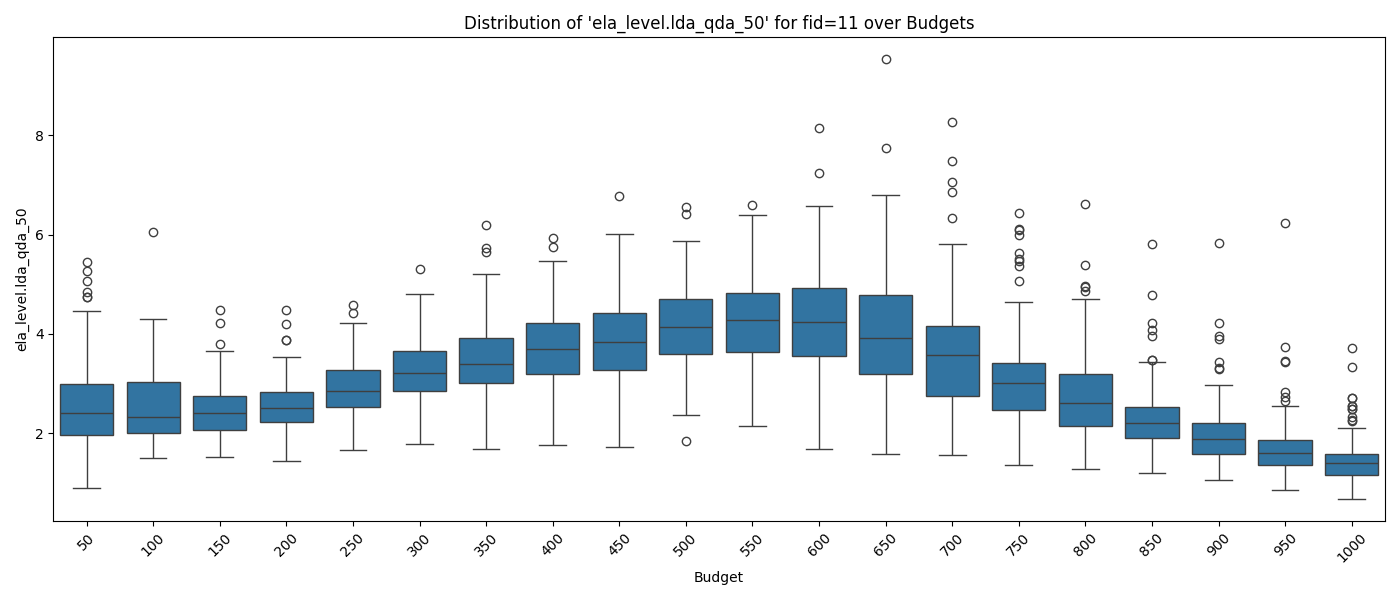 Distribution of 'ela_level.lda_qda_50' for fid=11 over Budgets
ela_level.lda_qda_50
8
6
4
2
50 100 150 200 250 300 350 400 450 500 550 600 650 700 750 800 850 900 950 1000
Budget